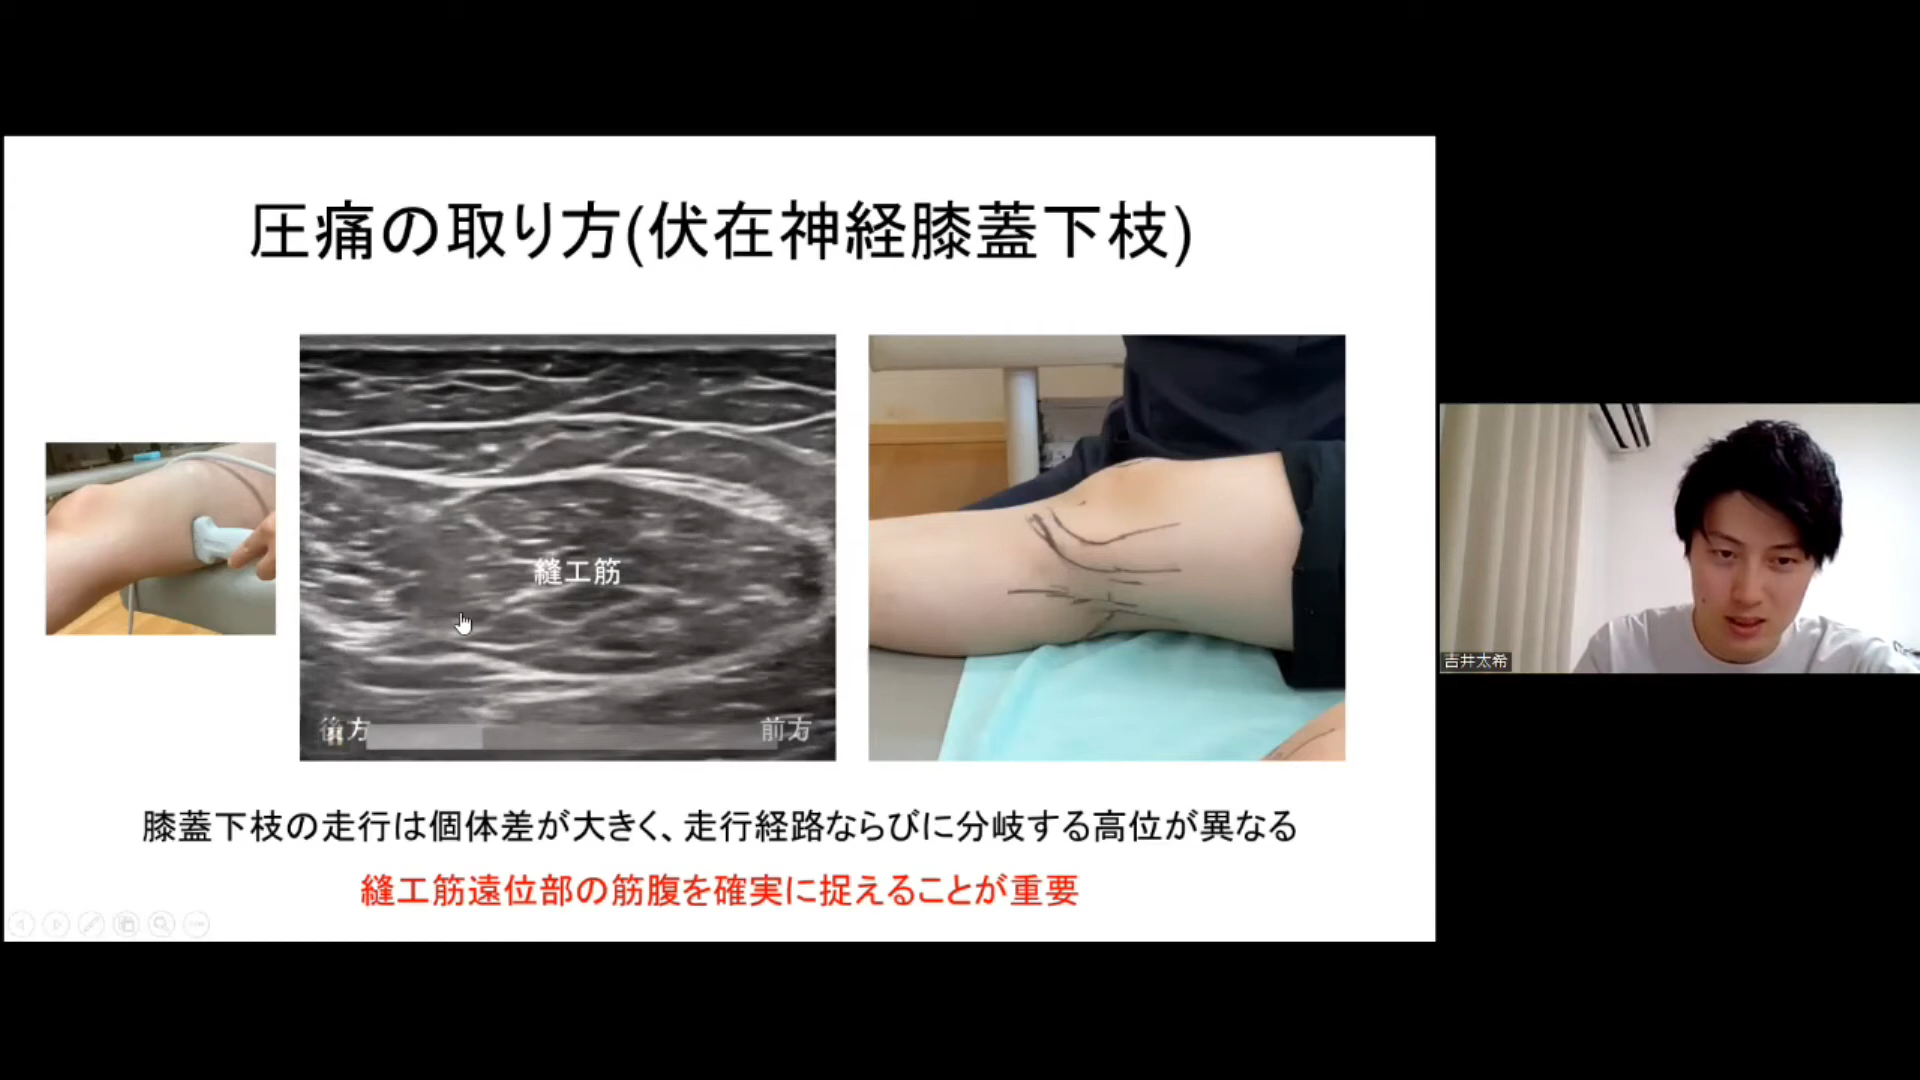 圧痛の取り方(伏在神経膝蓋下枝)
縫工筋
後方
前方
膝蓋下枝の走行は個体差が大きく、走行経路ならびに分岐する高位が異なる
縫工筋遠位部の筋腹を確実に捉えることが重要
吉井太希